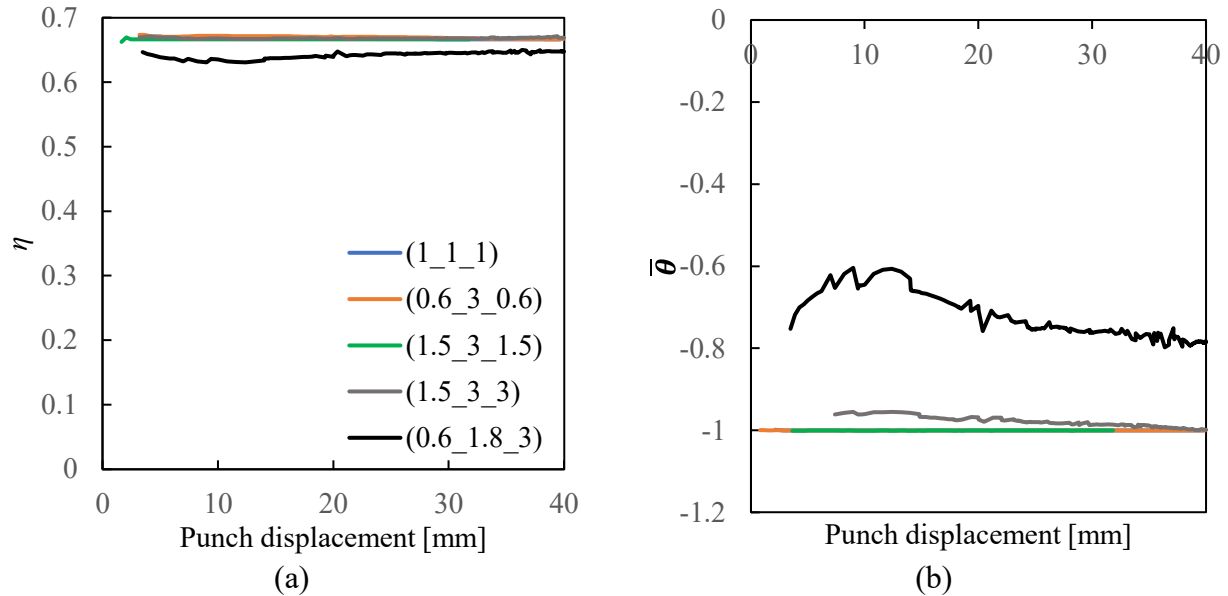 0.7
0.6
0.5
0.4
0.3
0.2
0.1
0
η
(1_1_1)
(0.6_3_0.6)
(1.5_3_1.5)
(1.5_3_3)
(0.6_1.8_3)
0 10 20 30 40
Punch displacement [mm]
(a)
0
0 10 20 30 40
-0.2
-0.4
-0.6
-0.8
-1
-1.2
θ̅
Punch displacement [mm]
(b)